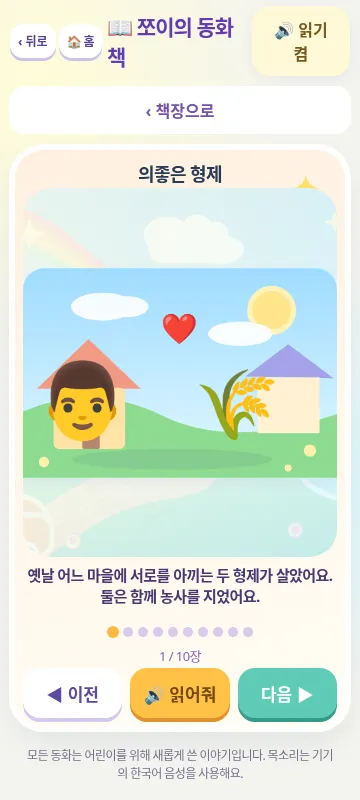 ‹ 뒤로
🏠 홈
📖 쪼이의 동화
책
🔊 읽기
켬
‹ 책장으로
의좋은 형제
옛날 어느 마을에 서로를 아끼는 두 형제가 살았어요.
둘은 함께 농사를 지었어요.
1 / 10장
◀ 이전
🔊 읽어줘
다음 ▶
모든 동화는 어린이를 위해 새롭게 쓴 이야기입니다. 목소리는 기기
의 한국어 음성을 사용해요.